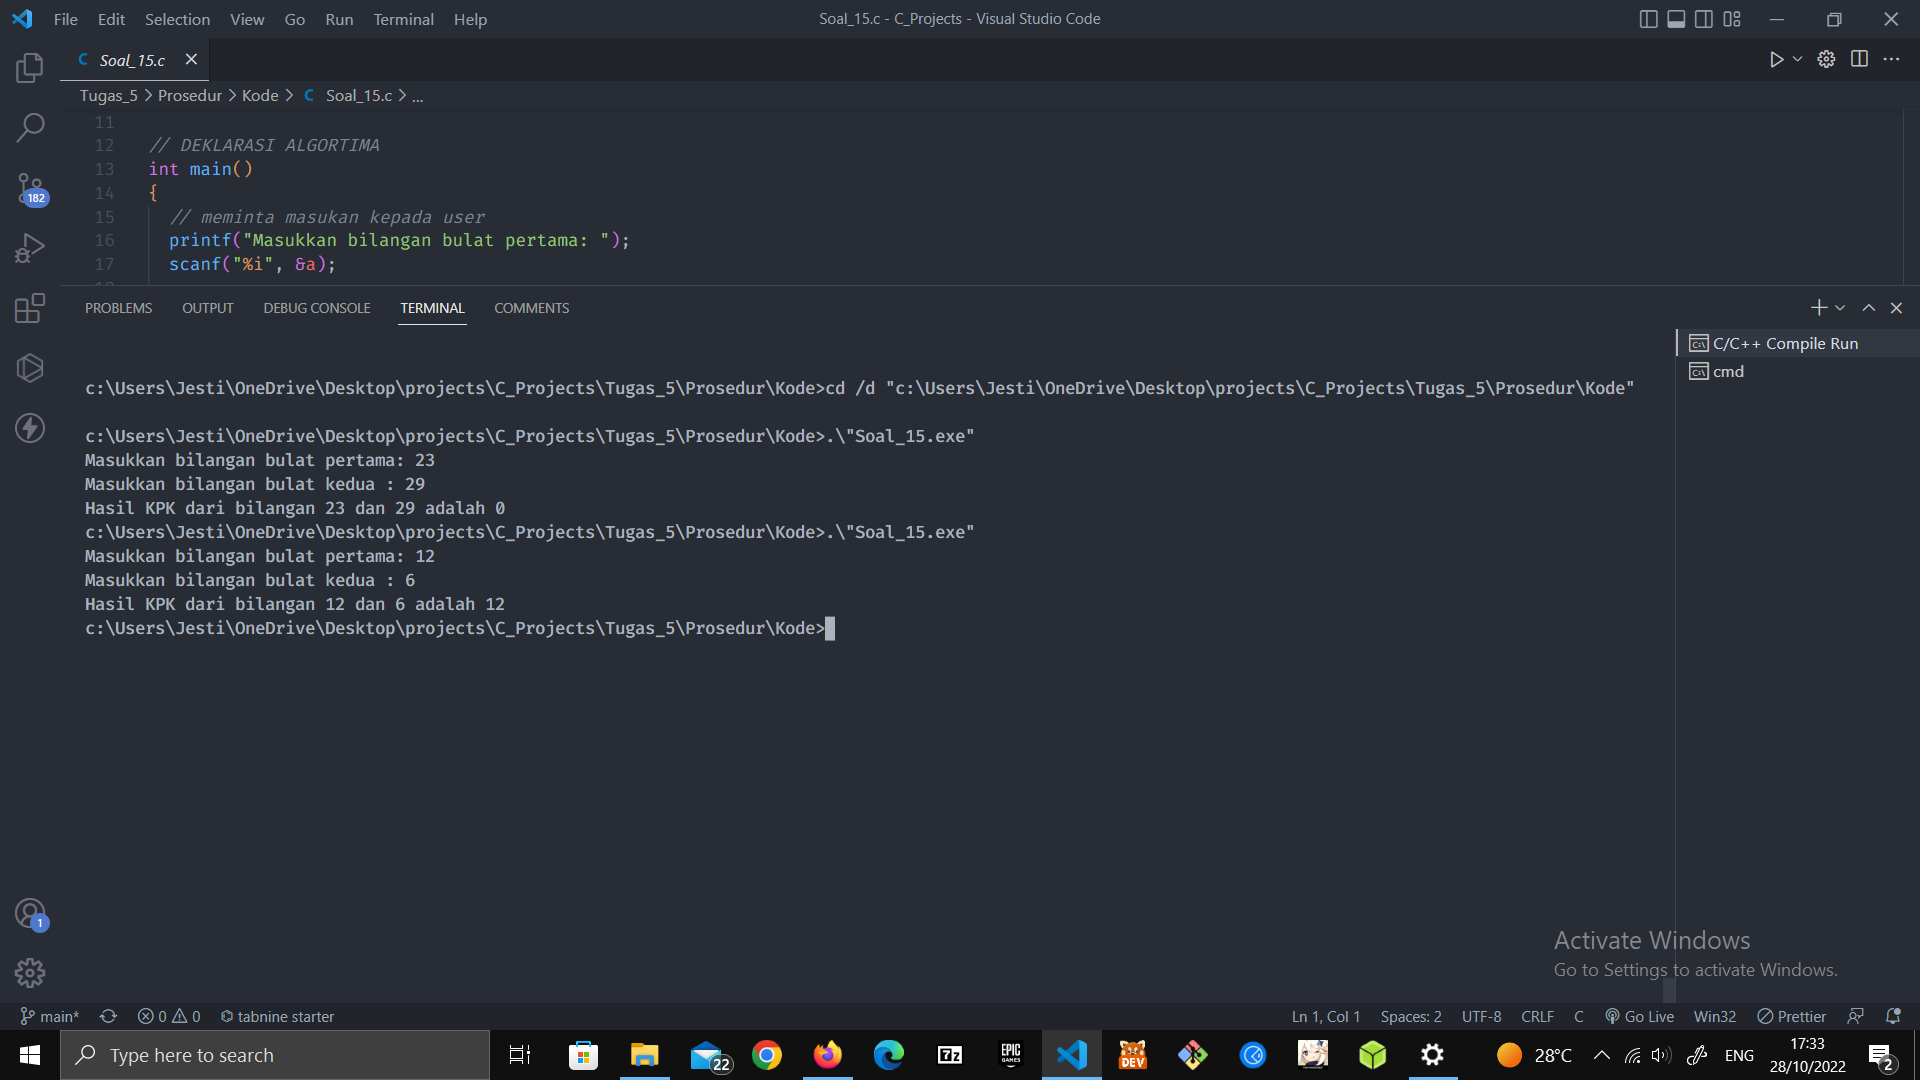 File Edit Selection View Go Run Terminal Help
Soal_15.c - C_Projects - Visual Studio Code
C Soal_15.c
Tugas_5 > Prosedur > Kode > C Soal_15.c > ...
11
12 // DEKLARASI ALGORTIMA
13 int main()
14 {
15 // meminta masukan kepada user
16 printf("Masukkan bilangan bulat pertama: ");
17 scanf("%i", &a);
182
PROBLEMS OUTPUT DEBUG CONSOLE TERMINAL COMMENTS
C/C++ Compile Run
cmd
c:\Users\Jesti\OneDrive\Desktop\projects\C_Projects\Tugas_5\Prosedur\Kode>cd /d "c:\Users\Jesti\OneDrive\Desktop\projects\C_Projects\Tugas_5\Prosedur\Kode"
c:\Users\Jesti\OneDrive\Desktop\projects\C_Projects\Tugas_5\Prosedur\Kode>.\"Soal_15.exe"
Masukkan bilangan bulat pertama: 23
Masukkan bilangan bulat kedua : 29
Hasil KPK dari bilangan 23 dan 29 adalah 0
c:\Users\Jesti\OneDrive\Desktop\projects\C_Projects\Tugas_5\Prosedur\Kode>.\"Soal_15.exe"
Masukkan bilangan bulat pertama: 12
Masukkan bilangan bulat kedua : 6
Hasil KPK dari bilangan 12 dan 6 adalah 12
c:\Users\Jesti\OneDrive\Desktop\projects\C_Projects\Tugas_5\Prosedur\Kode>
1
Activate Windows
Go to Settings to activate Windows.
main* 0 0 tabnine starter
Ln 1, Col 1 Spaces: 2 UTF-8 CRLF C Go Live Win32 Prettier
Type here to search
22
7z
EPIC GAMES
DEV
28°C
ENG
17:33
28/10/2022
2